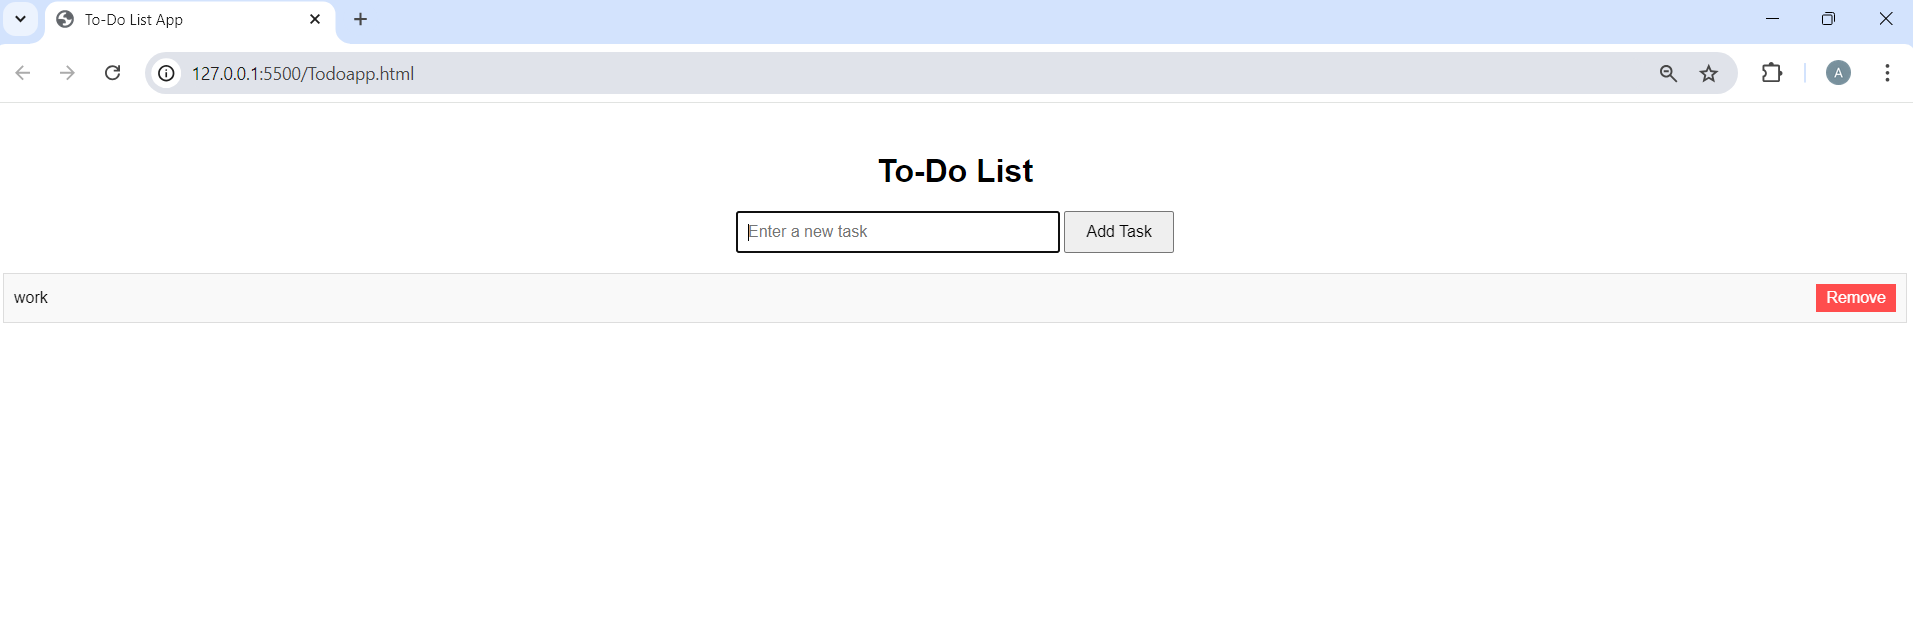 To-Do List App
127.0.0.1:5500/Todoapp.html
A
To-Do List
Enter a new task Add Task
work Remove